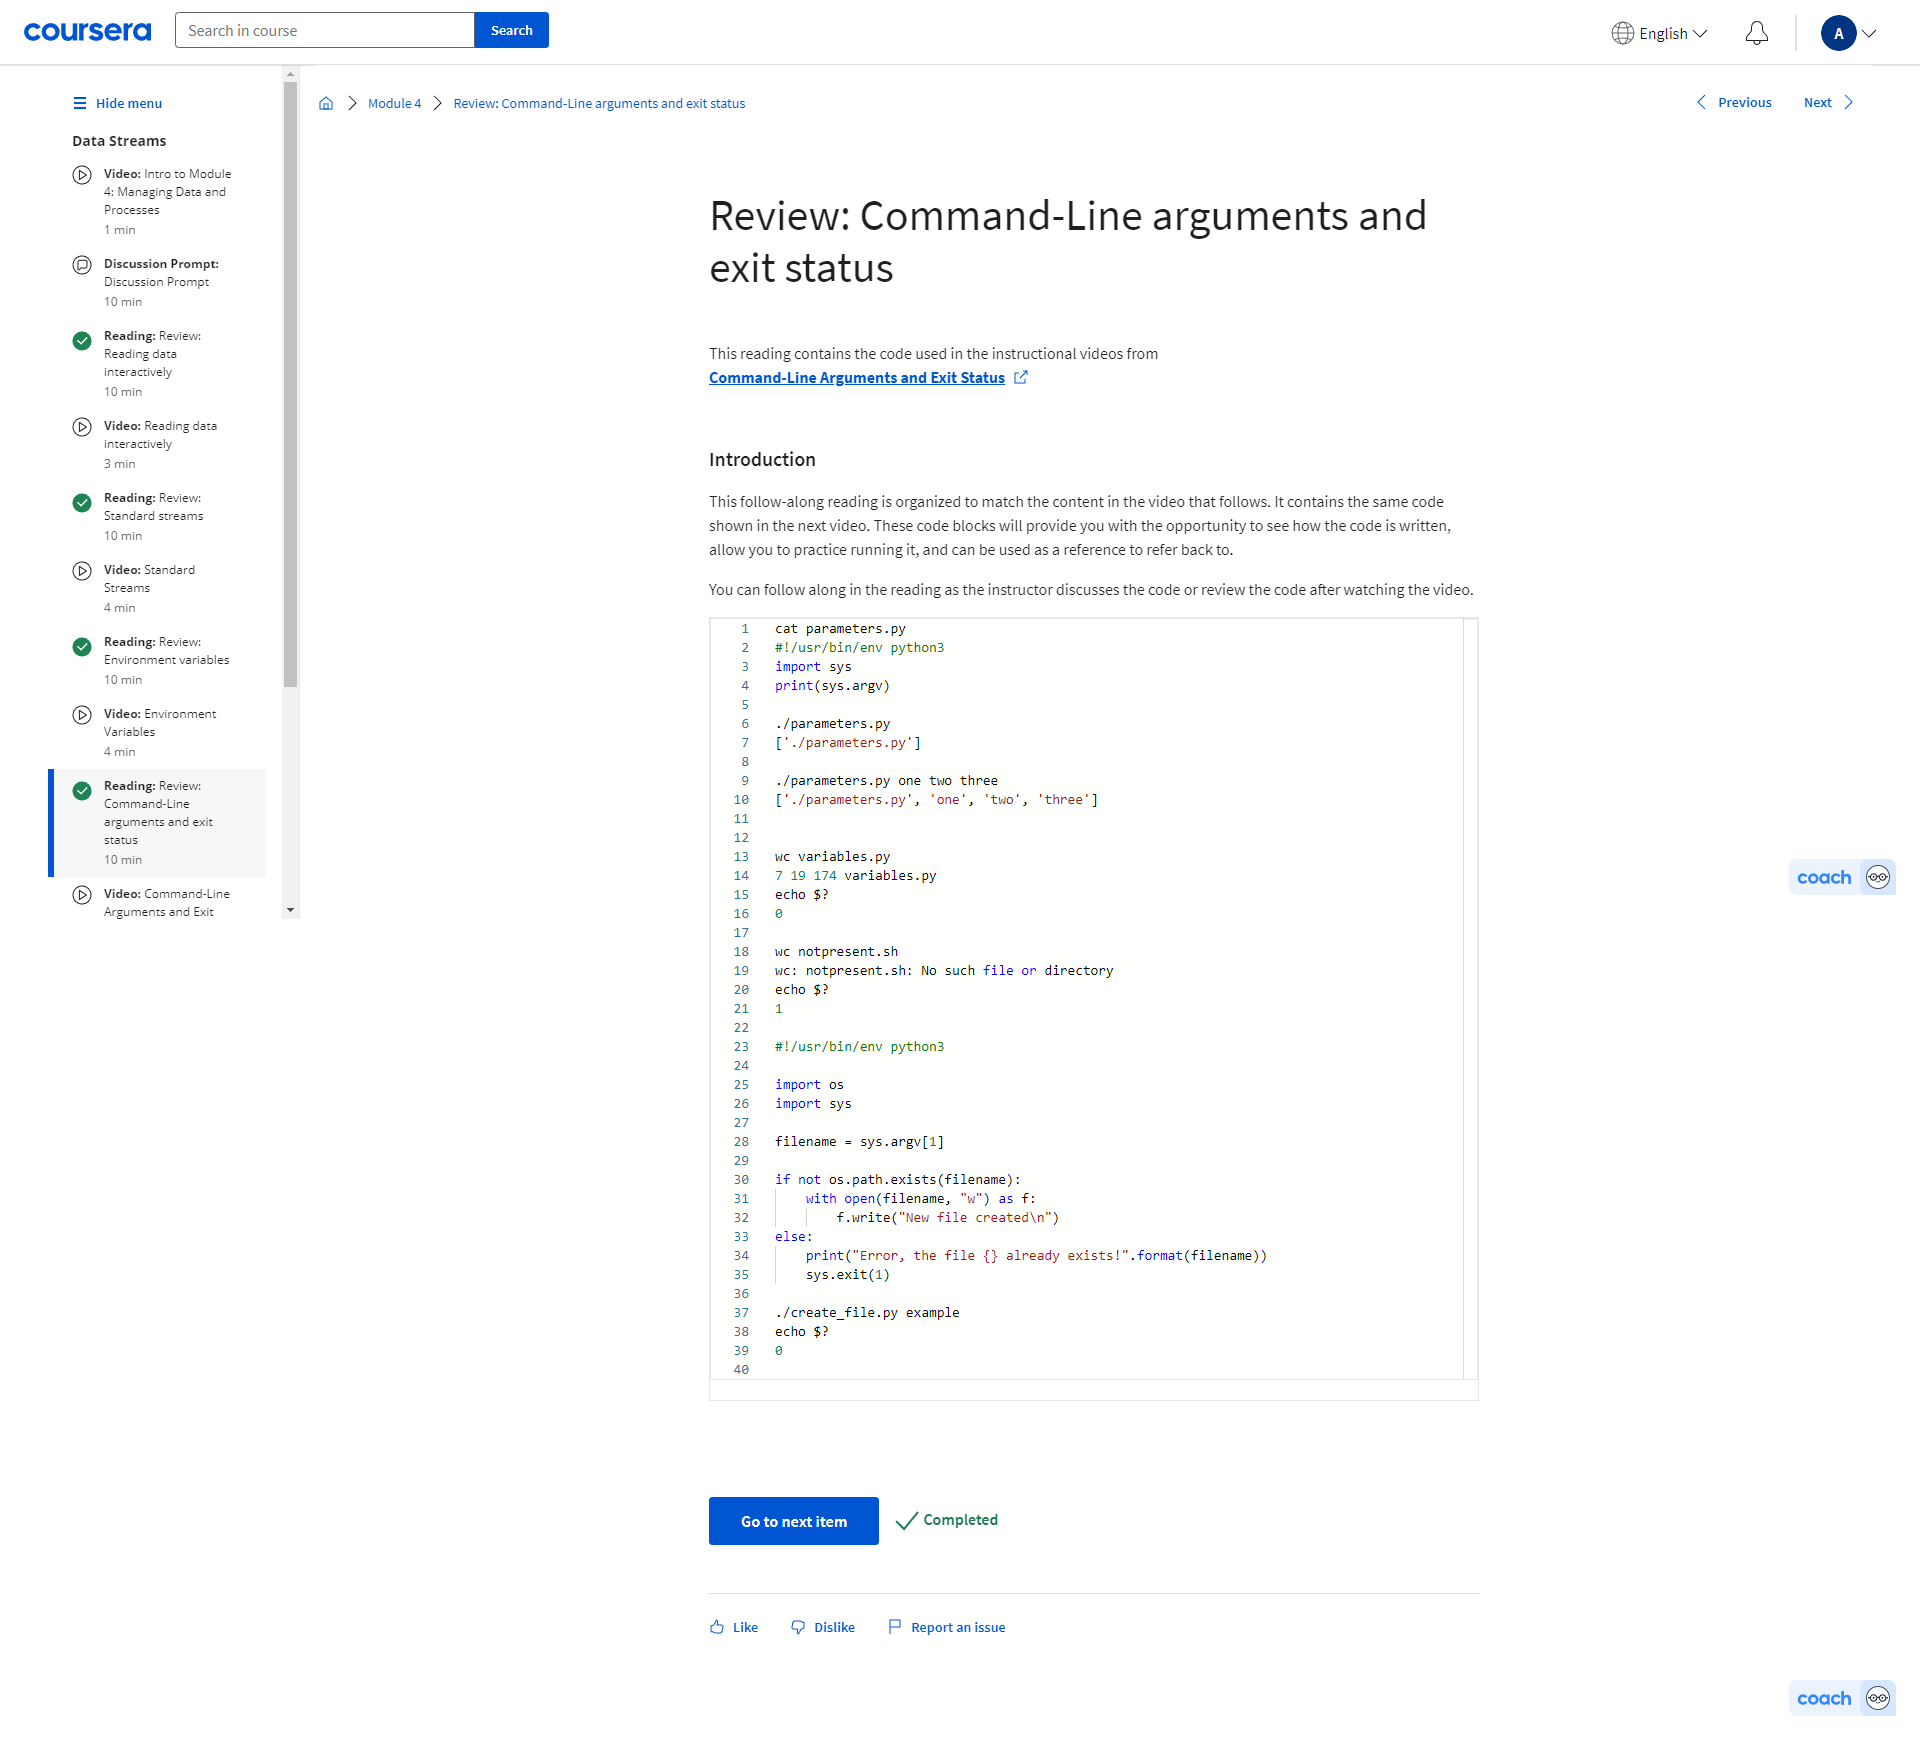 coursera
Search in course
Search
English
A
Hide menu
Data Streams
Video: Intro to Module
4: Managing Data and
Processes
1 min
Discussion Prompt:
Discussion Prompt
10 min
Reading: Review:
Reading data
interactively
10 min
Video: Reading data
interactively
3 min
Reading: Review:
Standard streams
10 min
Video: Standard
Streams
4 min
Reading: Review:
Environment variables
10 min
Video: Environment
Variables
4 min
Reading: Review:
Command-Line
arguments and exit
status
10 min
Video: Command-Line
Arguments and Exit
Module 4
Review: Command-Line arguments and exit status
Previous
Next
Review: Command-Line arguments and
exit status
This reading contains the code used in the instructional videos from
Command-Line Arguments and Exit Status
Introduction
This follow-along reading is organized to match the content in the video that follows. It contains the same code
shown in the next video. These code blocks will provide you with the opportunity to see how the code is written,
allow you to practice running it, and can be used as a reference to refer back to.
You can follow along in the reading as the instructor discusses the code or review the code after watching the video.
1 cat parameters.py
2 #!/usr/bin/env python3
3 import sys
4 print(sys.argv)
5
6 ./parameters.py
7 ['./parameters.py']
8
9 ./parameters.py one two three
10 ['./parameters.py', 'one', 'two', 'three']
11
12
13 wc variables.py
14 7 19 174 variables.py
15 echo $?
16 0
17
18 wc notpresent.sh
19 wc: notpresent.sh: No such file or directory
20 echo $?
21 1
22
23 #!/usr/bin/env python3
24
25 import os
26 import sys
27
28 filename = sys.argv[1]
29
30 if not os.path.exists(filename):
31     with open(filename, "w") as f:
32         f.write("New file created\n")
33 else:
34     print("Error, the file {} already exists!".format(filename))
35     sys.exit(1)
36
37 ./create_file.py example
38 echo $?
39 0
40
Go to next item
Completed
Like
Dislike
Report an issue
coach
coach